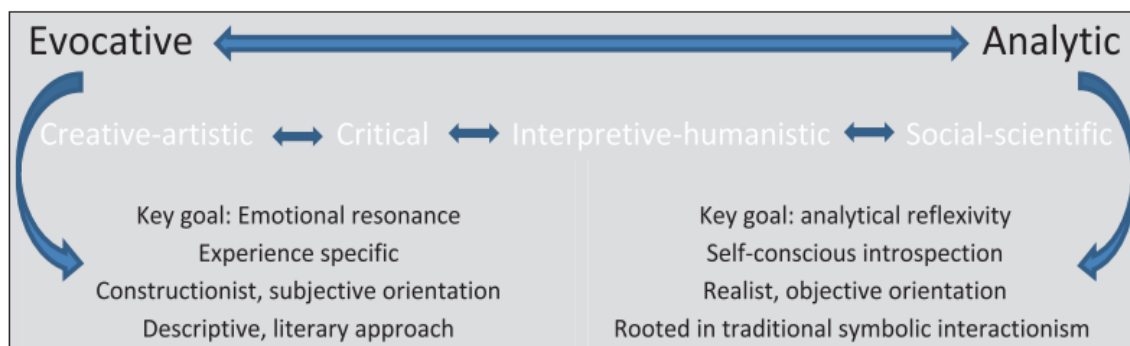 Evocative Analytic
Creative-artistic Critical Interpretive-humanistic Social-scientific
Key goal: Emotional resonance
Experience specific
Constructionist, subjective orientation
Descriptive, literary approach
Key goal: analytical reflexivity
Self-conscious introspection
Realist, objective orientation
Rooted in traditional symbolic interactionism